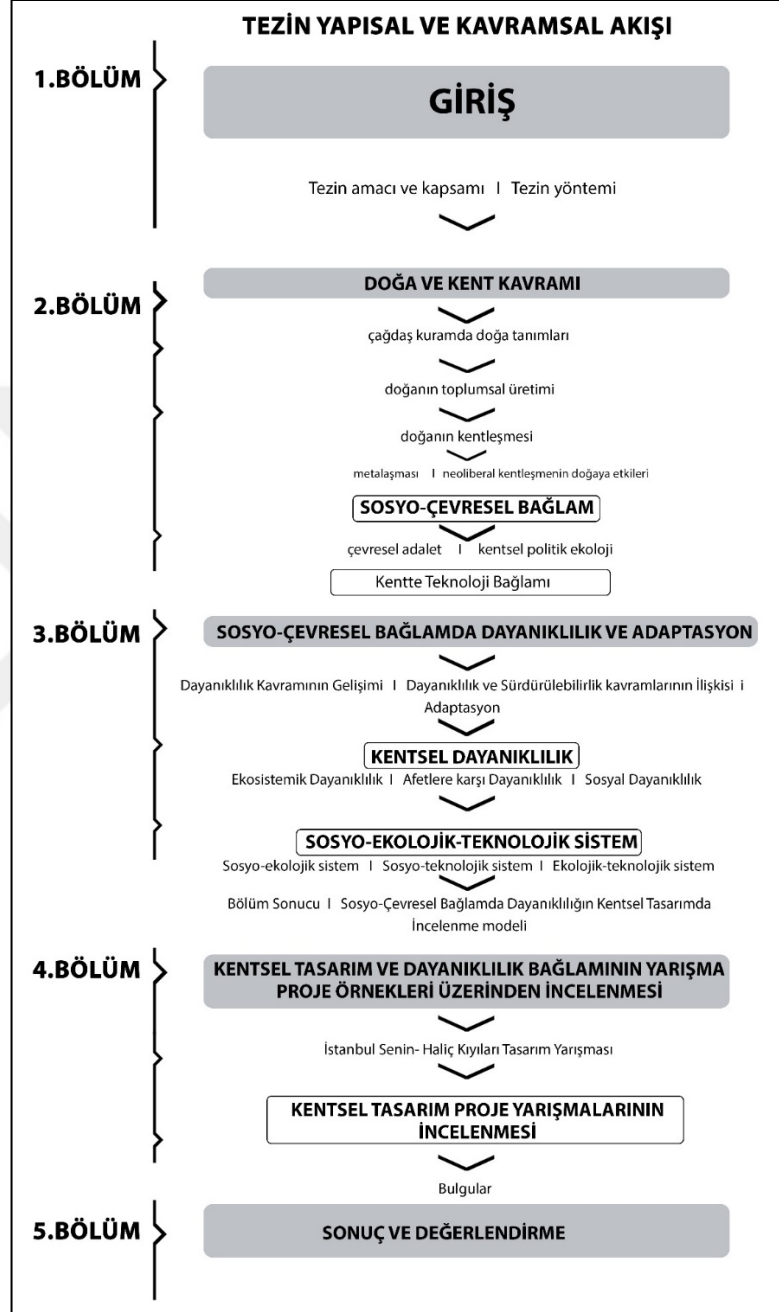 TEZİN YAPISAL VE KAVRAMSAL AKIŞI
1.BÖLÜM
GİRİŞ
Tezin amacı ve kapsamı I Tezin yöntemi
2.BÖLÜM
DOĞA VE KENT KAVRAMI
çağdaş kuramda doğa tanımları
doğanın toplumsal üretimi
doğanın kentleşmesi
metalaşması I neoliberal kentleşmenin doğaya etkileri
SOSYO-ÇEVRESEL BAĞLAM
çevresel adalet I kentsel politik ekoloji
Kentte Teknoloji Bağlamı
3.BÖLÜM
SOSYO-ÇEVRESEL BAĞLAMDA DAYANIKLILIK VE ADAPTASYON
Dayanıklılık Kavramının Gelişimi I Dayanıklılık ve Sürdürülebilirlik kavramlarının İlişkisi i
Adaptasyon
KENTSEL DAYANIKLILIK
Ekosistemik Dayanıklılık I Afetlere karşı Dayanıklılık I Sosyal Dayanıklılık
SOSYO-EKOLOJİK-TEKNOLOJİK SİSTEM
Sosyo-ekolojik sistem I Sosyo-teknolojik sistem I Ekolojik-teknolojik sistem
Bölüm Sonucu I Sosyo-Çevresel Bağlamda Dayanıklılığın Kentsel Tasarımda
İncelenme modeli
4.BÖLÜM
KENTSEL TASARIM VE DAYANIKLILIK BAĞLAMININ YARIŞMA
PROJE ÖRNEKLERİ ÜZERİNDEN İNCELENMESİ
İstanbul Senin- Haliç Kıyıları Tasarım Yarışması
KENTSEL TASARIM PROJE YARIŞMALARININ
İNCELENMESİ
Bulgular
5.BÖLÜM
SONUÇ VE DEĞERLENDİRME